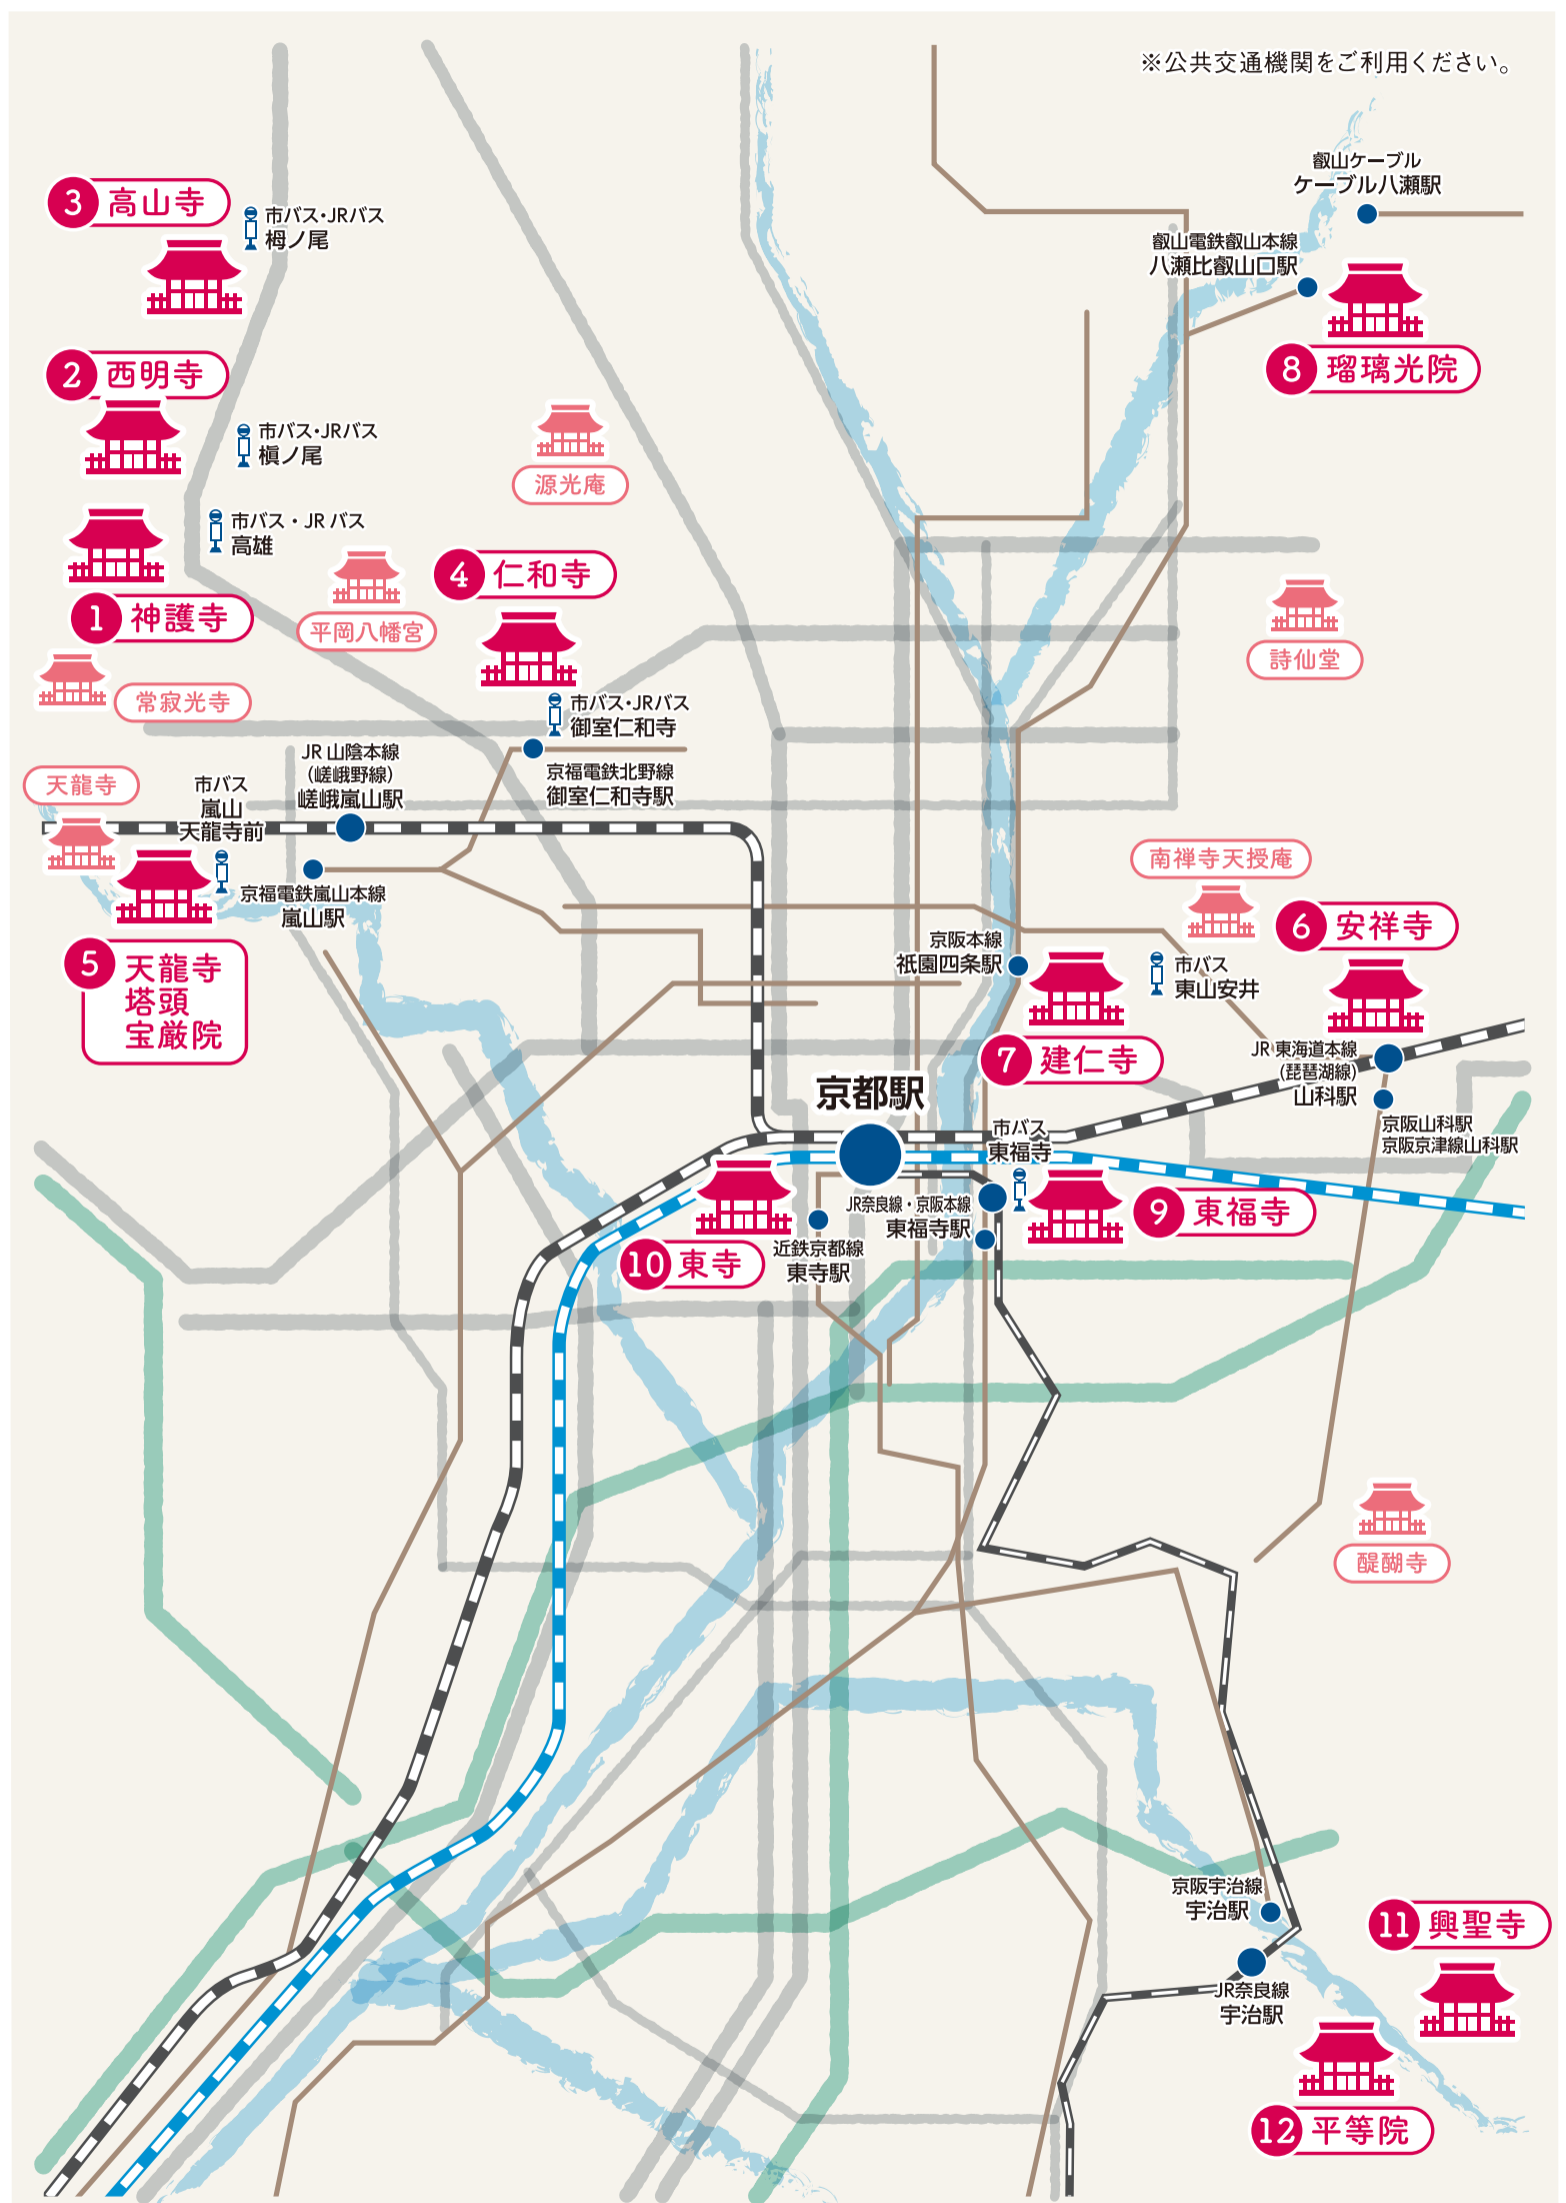 ※公共交通機関をご利用ください。
叡山ケーブル
ケーブル八瀬駅
3 高山寺
市バス・JRバス
栂ノ尾
叡山電鉄叡山本線
八瀬比叡山口駅
8 瑠璃光院
2 西明寺
市バス・JRバス
槇ノ尾
源光庵
市バス・JRバス
高雄
4 仁和寺
1 神護寺
平岡八幡宮
詩仙堂
常寂光寺
市バス・JRバス
御室仁和寺
京福電鉄北野線
御室仁和寺駅
JR 山陰本線
(嵯峨野線)
嵯峨嵐山駅
天龍寺
市バス
嵐山
天龍寺前
京福電鉄嵐山本線
嵐山駅
5 天龍寺
塔頭
宝厳院
南禅寺天授庵
6 安祥寺
京阪本線
祇園四条駅
市バス
東山安井
7 建仁寺
JR 東海道本線
(琵琶湖線)
山科駅
京阪山科駅
京阪京津線山科駅
京都駅
市バス
東福寺
JR奈良線・京阪本線
東福寺駅
9 東福寺
10 東寺
近鉄京都線
東寺駅
醍醐寺
京阪宇治線
宇治駅
11 興聖寺
JR奈良線
宇治駅
12 平等院